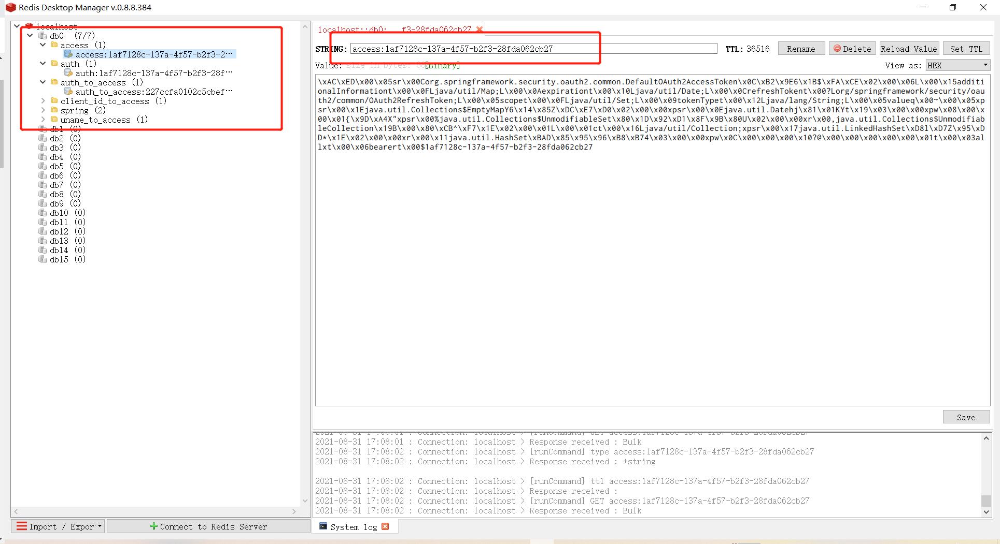 Redis Desktop Manager v.0.8.8.384
localhost
db0 (7/7)
access (1)
access:1af7128c-137a-4f57-b2f3-2⋯
auth (1)
auth:1af7128c-137a-4f57-b2f3-28f⋯
auth_to_access (1)
auth_to_access:227ccfa0102c5cbef⋯
client_id_to_access (1)
spring (2)
uname_to_access (1)
db1 (0)
db2 (0)
db3 (0)
db4 (0)
db5 (0)
db6 (0)
db7 (0)
db8 (0)
db9 (0)
db10 (0)
db11 (0)
db12 (0)
db13 (0)
db14 (0)
db15 (0)
Import / Expor
Connect to Redis Server
localhost::db0: f3-28fda062cb27
STRING: access:1af7128c-137a-4f57-b2f3-28fda062cb27 TTL: 36516 Rename Delete Reload Value Set TTL
Value: size in bytes: [Binary] View as: HEX
\xAC\xED\x00\x05sr\x00Corg.springframework.security.oauth2.common.DefaultOAuth2AccessToken\x0C\xB2\x9E6\x1B$\xFA\xCE\x02\x00\x06L\x00\x15additi
onalInformationt\x00\x0FLjava/util/Map;L\x00\x0Aexpirationt\x00\x10Ljava/util/Date;L\x00\x0CrefreshTokent\x00?Lorg/springframework/security/oau
th2/common/OAuth2RefreshToken;L\x00\x05scopet\x00\x0FLjava/util/Set;L\x00\x09tokenTypet\x00\x12Ljava/lang/String;L\x00\x05valueq\x00~\x00\x05xp
sr\x00\x1Ejava.util.Collections$EmptyMapY6\x14\x85Z\xDC\xE7\xD0\x02\x00\x00xpsr\x00\x0Ejava.util.Datehj\x81\x01KYt\x19\x03\x00\x00xpw\x08\x00\x
00\x01{\x9D\xA4X"xpsr\x00%java.util.Collections$UnmodifiableSet\x80\x1D\x92\xD1\x8F\x9B\x80U\x02\x00\x00xr\x00,java.util.Collections$Unmodifiab
leCollection\x19B\x00\x80\xCB^\xF7\x1E\x02\x00\x01L\x00\x01ct\x00\x16Ljava/util/Collection;xpsr\x00\x17java.util.LinkedHashSet\xD8l\xD7Z\x95\xD
D*\x1E\x02\x00\x00xr\x00\x11java.util.HashSet\xBAD\x85\x95\x96\xB8\xB74\x03\x00\x00xpw\x0C\x00\x00\x00\x10?@\x00\x00\x00\x00\x00\x01t\x00\x03al
lxt\x00\x06bearert\x00$1af7128c-137a-4f57-b2f3-28fda062cb27
Save
2021-08-31 17:08:01 : Connection: localhost > [runCommand] GET access:1af7128c-137a-4f57-b2f3-28fda062cb27
2021-08-31 17:08:01 : Connection: localhost > Response received : Bulk
2021-08-31 17:08:02 : Connection: localhost > [runCommand] type access:1af7128c-137a-4f57-b2f3-28fda062cb27
2021-08-31 17:08:02 : Connection: localhost > Response received : +string
2021-08-31 17:08:02 : Connection: localhost > [runCommand] ttl access:1af7128c-137a-4f57-b2f3-28fda062cb27
2021-08-31 17:08:02 : Connection: localhost > Response received :
2021-08-31 17:08:02 : Connection: localhost > [runCommand] GET access:1af7128c-137a-4f57-b2f3-28fda062cb27
2021-08-31 17:08:02 : Connection: localhost > Response received : Bulk
System log